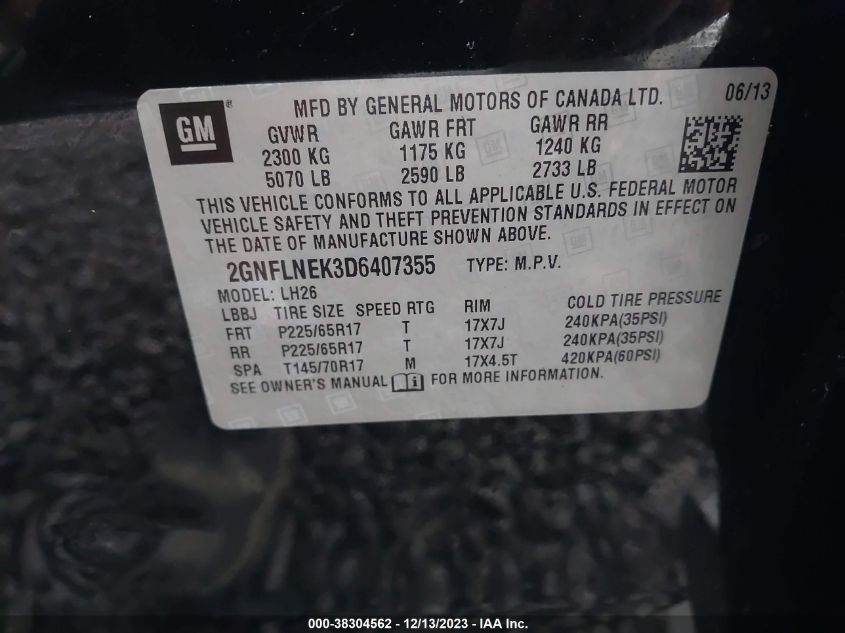 GM ® MFD BY GENERAL MOTORS OF CANADA LTD. 06/13
GVWR GAWR FRT GAWR RR
2300 KG 1175 KG 1240 KG
5070 LB 2590 LB 2733 LB
THIS VEHICLE CONFORMS TO ALL APPLICABLE U.S. FEDERAL MOTOR
VEHICLE SAFETY AND THEFT PREVENTION STANDARDS IN EFFECT ON
THE DATE OF MANUFACTURE SHOWN ABOVE.
2GNFLNEK3D6407355 TYPE: M.P.V.
MODEL: LH26
LBBJ TIRE SIZE SPEED RTG RIM COLD TIRE PRESSURE
FRT P225/65R17 T 17X7J 240KPA(35PSI)
RR P225/65R17 T 17X7J 240KPA(35PSI)
SPA T145/70R17 M 17X4.5T 420KPA(60PSI)
SEE OWNER'S MANUAL FOR MORE INFORMATION.
000-38304562 - 12/13/2023 - IAA Inc.